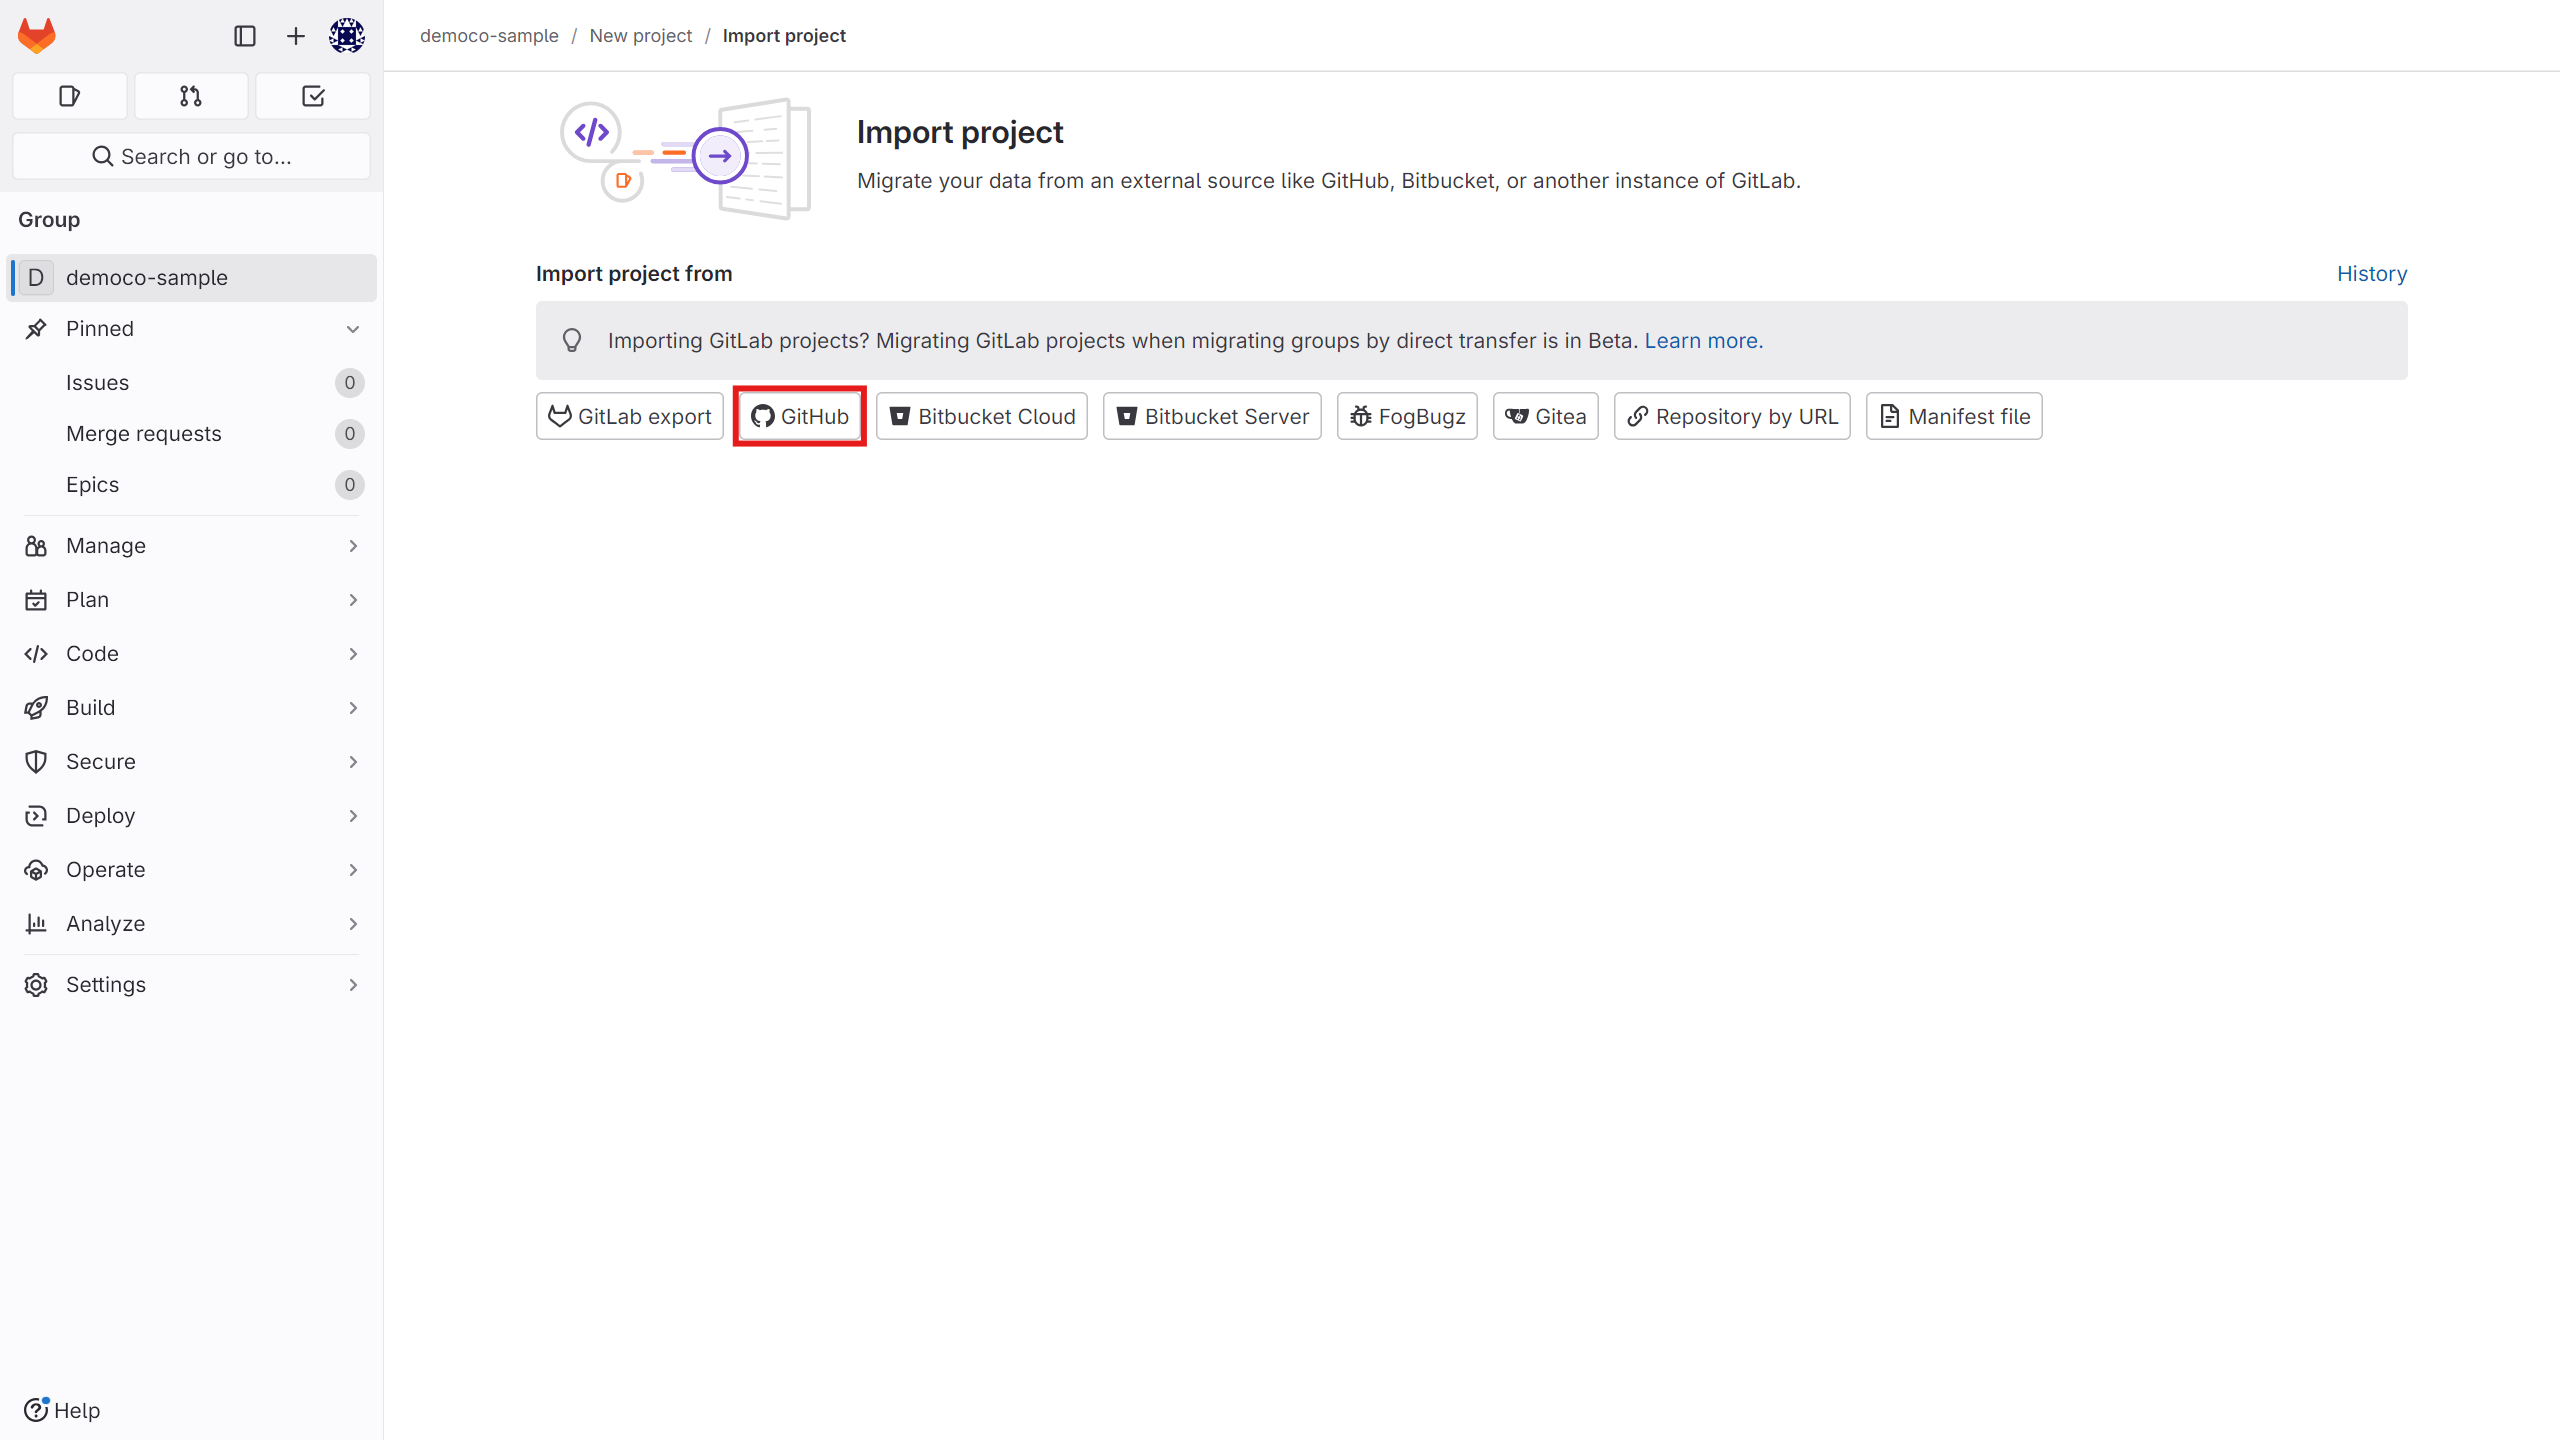 democo-sample / New project / Import project
Search or go to...
Group
D democo-sample
Pinned
Issues 0
Merge requests 0
Epics 0
Manage
Plan
Code
Build
Secure
Deploy
Operate
Analyze
Settings
Help
Import project
Migrate your data from an external source like GitHub, Bitbucket, or another instance of GitLab.
Import project from
History
Importing GitLab projects? Migrating GitLab projects when migrating groups by direct transfer is in Beta. Learn more.
GitLab export GitHub Bitbucket Cloud Bitbucket Server FogBugz Gitea Repository by URL Manifest file